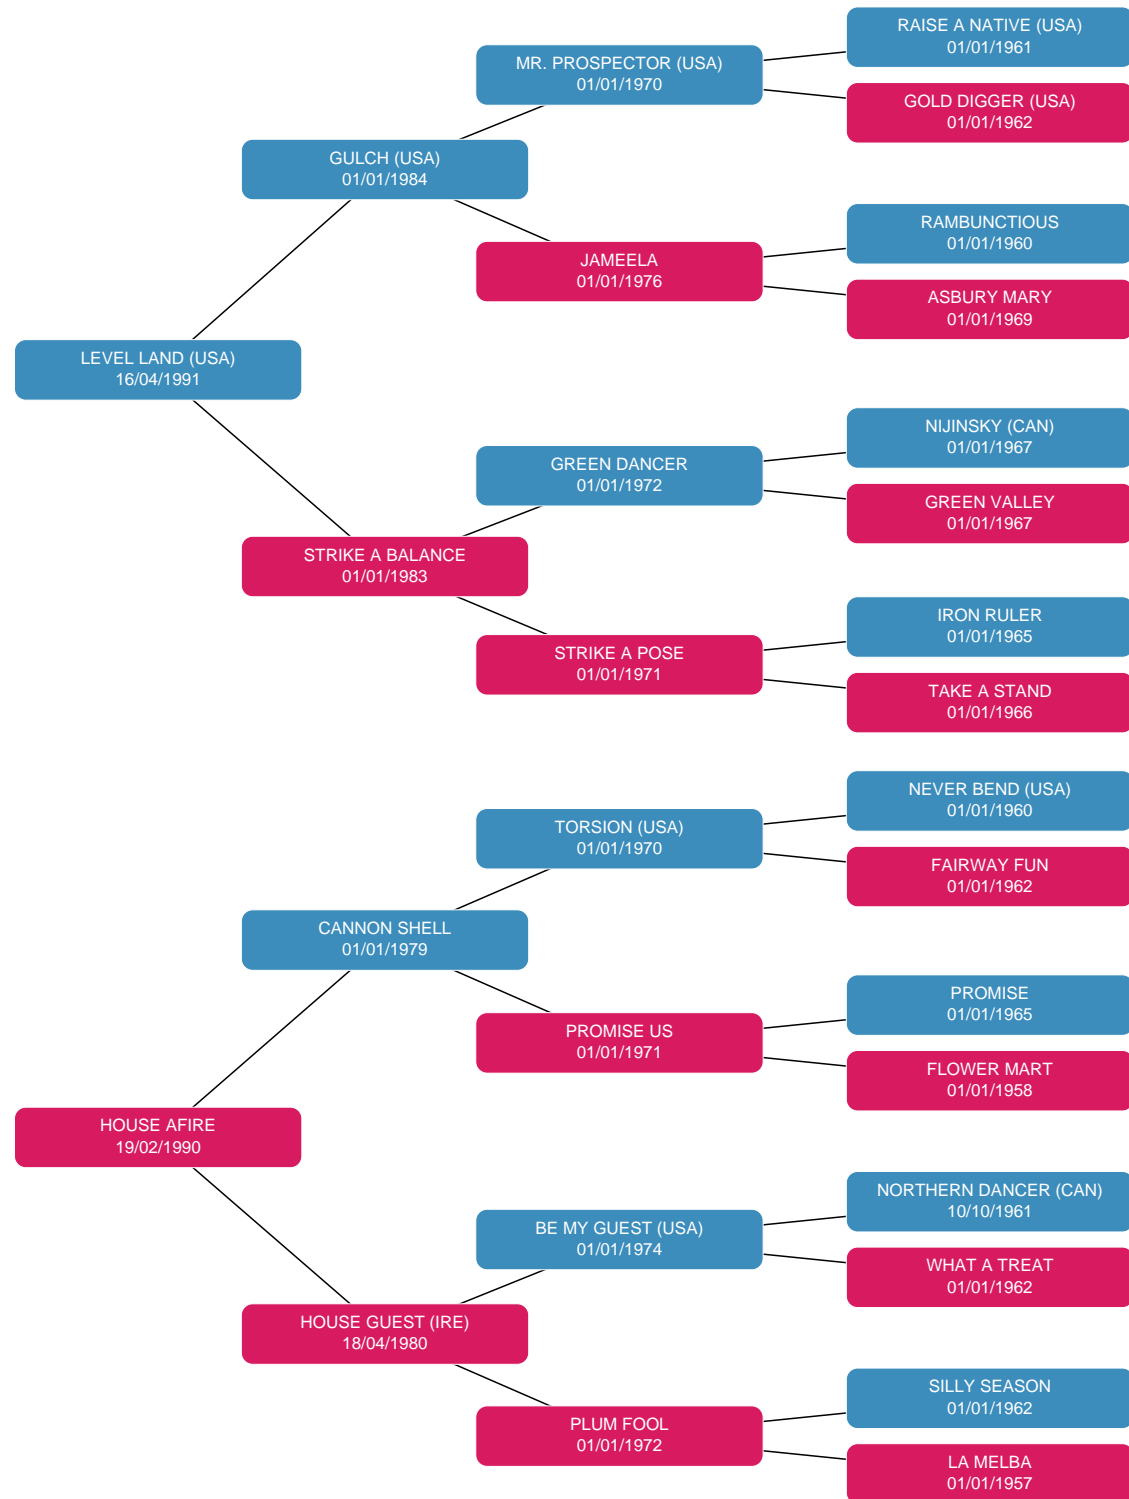 RAISE A NATIVE (USA)
01/01/1961
MR. PROSPECTOR (USA)
01/01/1970
GOLD DIGGER (USA)
01/01/1962
GULCH (USA)
01/01/1984
RAMBUNCTIOUS
01/01/1960
JAMEELA
01/01/1976
ASBURY MARY
01/01/1969
LEVEL LAND (USA)
16/04/1991
NIJINSKY (CAN)
01/01/1967
GREEN DANCER
01/01/1972
GREEN VALLEY
01/01/1967
STRIKE A BALANCE
01/01/1983
IRON RULER
01/01/1965
STRIKE A POSE
01/01/1971
TAKE A STAND
01/01/1966
NEVER BEND (USA)
01/01/1960
TORSION (USA)
01/01/1970
FAIRWAY FUN
01/01/1962
CANNON SHELL
01/01/1979
PROMISE
01/01/1965
PROMISE US
01/01/1971
FLOWER MART
01/01/1958
HOUSE AFIRE
19/02/1990
NORTHERN DANCER (CAN)
10/10/1961
BE MY GUEST (USA)
01/01/1974
WHAT A TREAT
01/01/1962
HOUSE GUEST (IRE)
18/04/1980
SILLY SEASON
01/01/1962
PLUM FOOL
01/01/1972
LA MELBA
01/01/1957